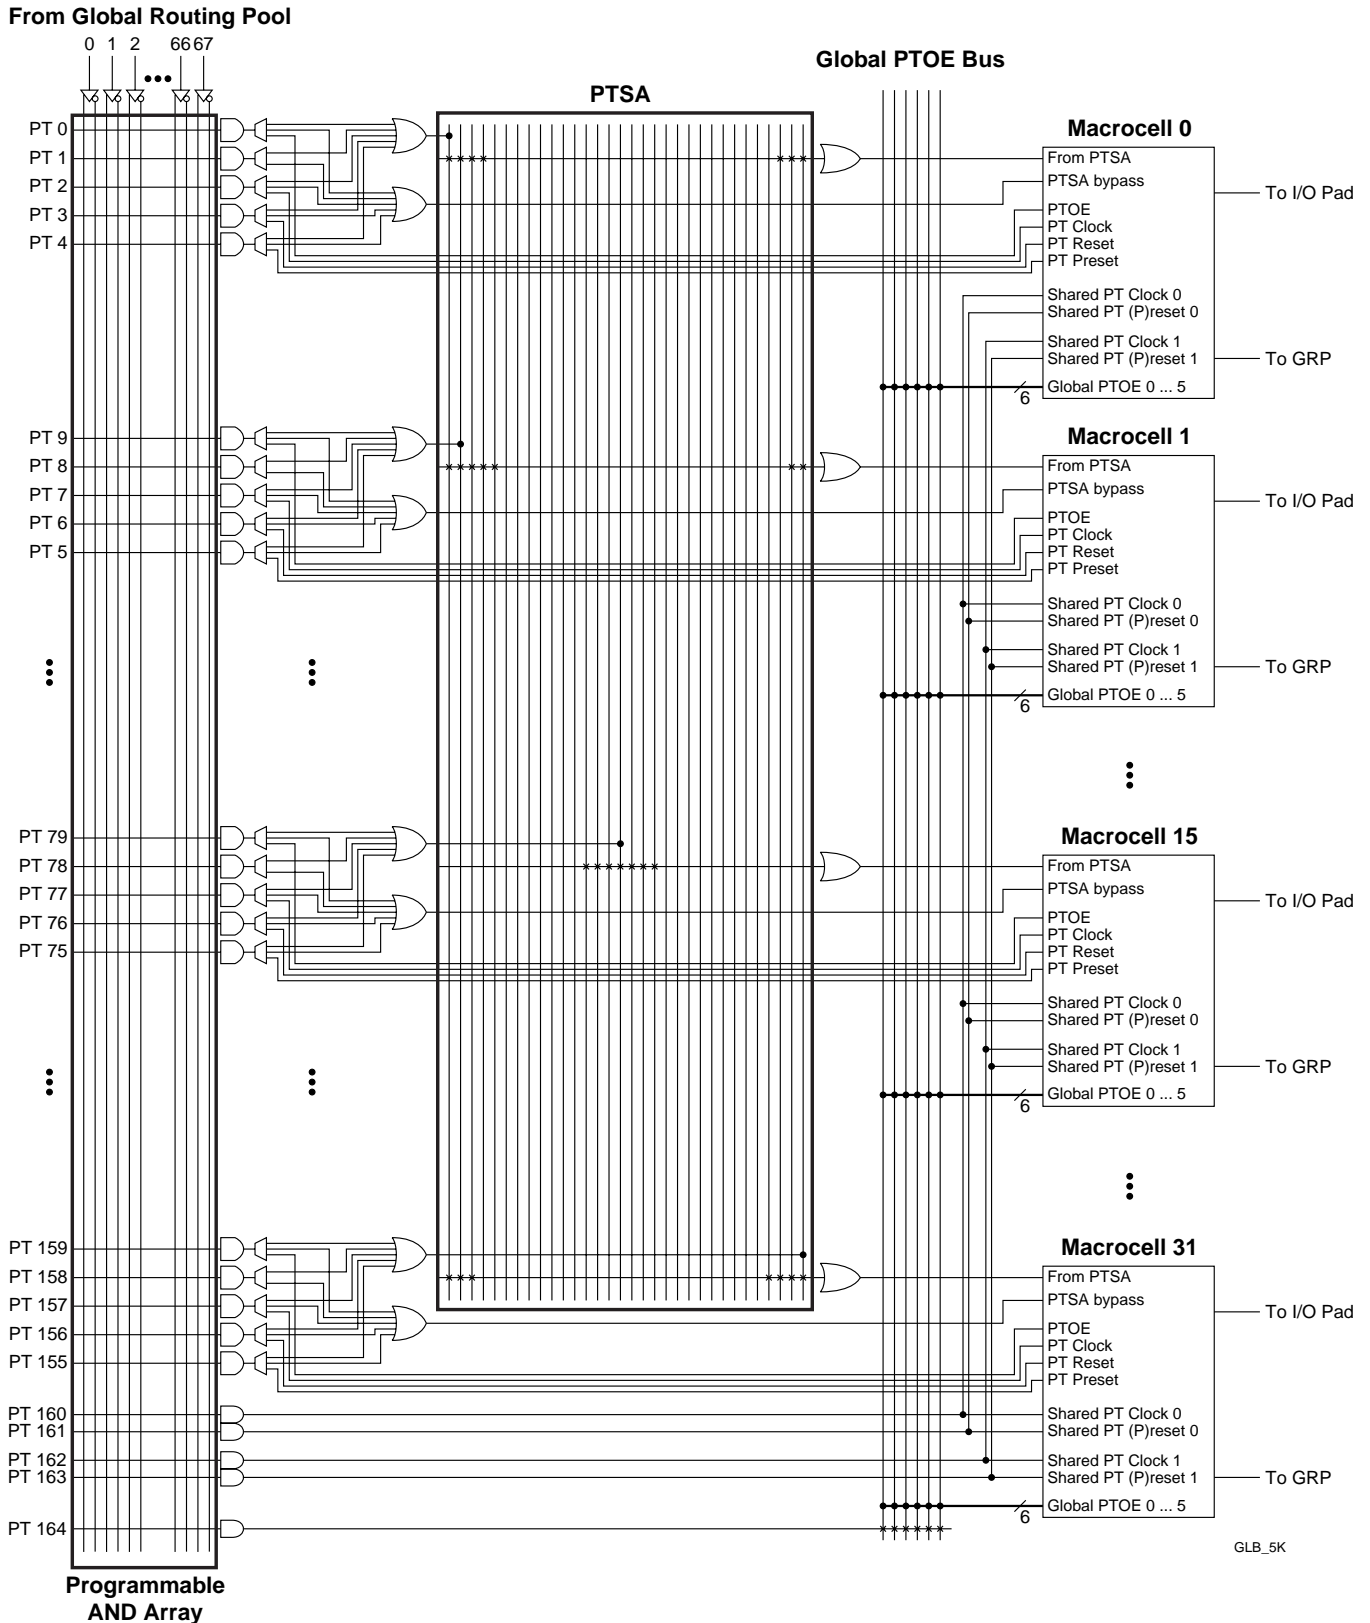 From Global Routing Pool
0 1 2 66 67
Global PTOE Bus
PTSA
PT 0
PT 1
PT 2
PT 3
PT 4
Macrocell 0
From PTSA
PTSA bypass
PTOE
PT Clock
PT Reset
PT Preset
Shared PT Clock 0
Shared PT (P)reset 0
Shared PT Clock 1
Shared PT (P)reset 1
Global PTOE 0 ... 5
6
To I/O Pad
To GRP
PT 9
PT 8
PT 7
PT 6
PT 5
Macrocell 1
From PTSA
PTSA bypass
PTOE
PT Clock
PT Reset
PT Preset
Shared PT Clock 0
Shared PT (P)reset 0
Shared PT Clock 1
Shared PT (P)reset 1
Global PTOE 0 ... 5
6
To I/O Pad
To GRP
PT 79
PT 78
PT 77
PT 76
PT 75
Macrocell 15
From PTSA
PTSA bypass
PTOE
PT Clock
PT Reset
PT Preset
Shared PT Clock 0
Shared PT (P)reset 0
Shared PT Clock 1
Shared PT (P)reset 1
Global PTOE 0 ... 5
6
To I/O Pad
To GRP
PT 159
PT 158
PT 157
PT 156
PT 155
PT 160
PT 161
PT 162
PT 163
PT 164
Macrocell 31
From PTSA
PTSA bypass
PTOE
PT Clock
PT Reset
PT Preset
Shared PT Clock 0
Shared PT (P)reset 0
Shared PT Clock 1
Shared PT (P)reset 1
Global PTOE 0 ... 5
6
To I/O Pad
To GRP
GLB_5K
Programmable
AND Array